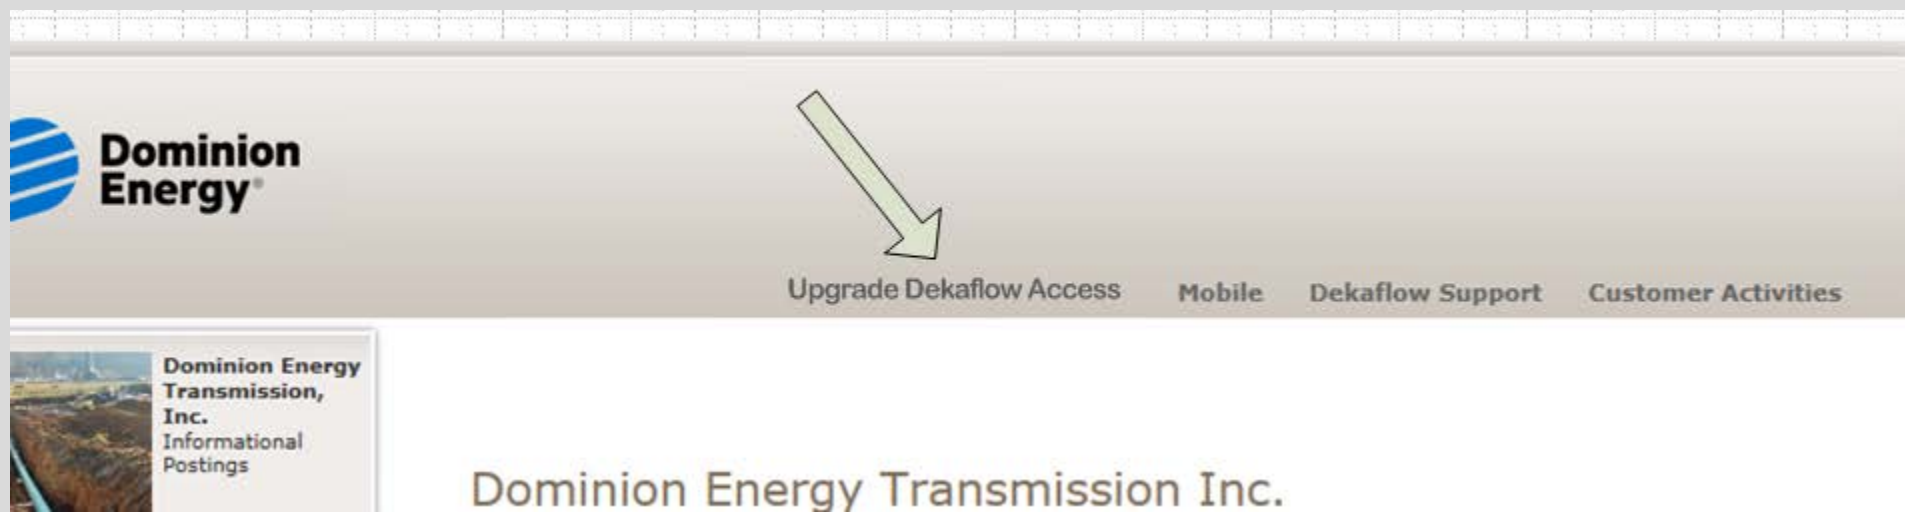 Dominion
Energy®
Upgrade Dekaflow Access Mobile Dekaflow Support Customer Activities
Dominion Energy
Transmission,
Inc.
Informational
Postings
Dominion Energy Transmission Inc.